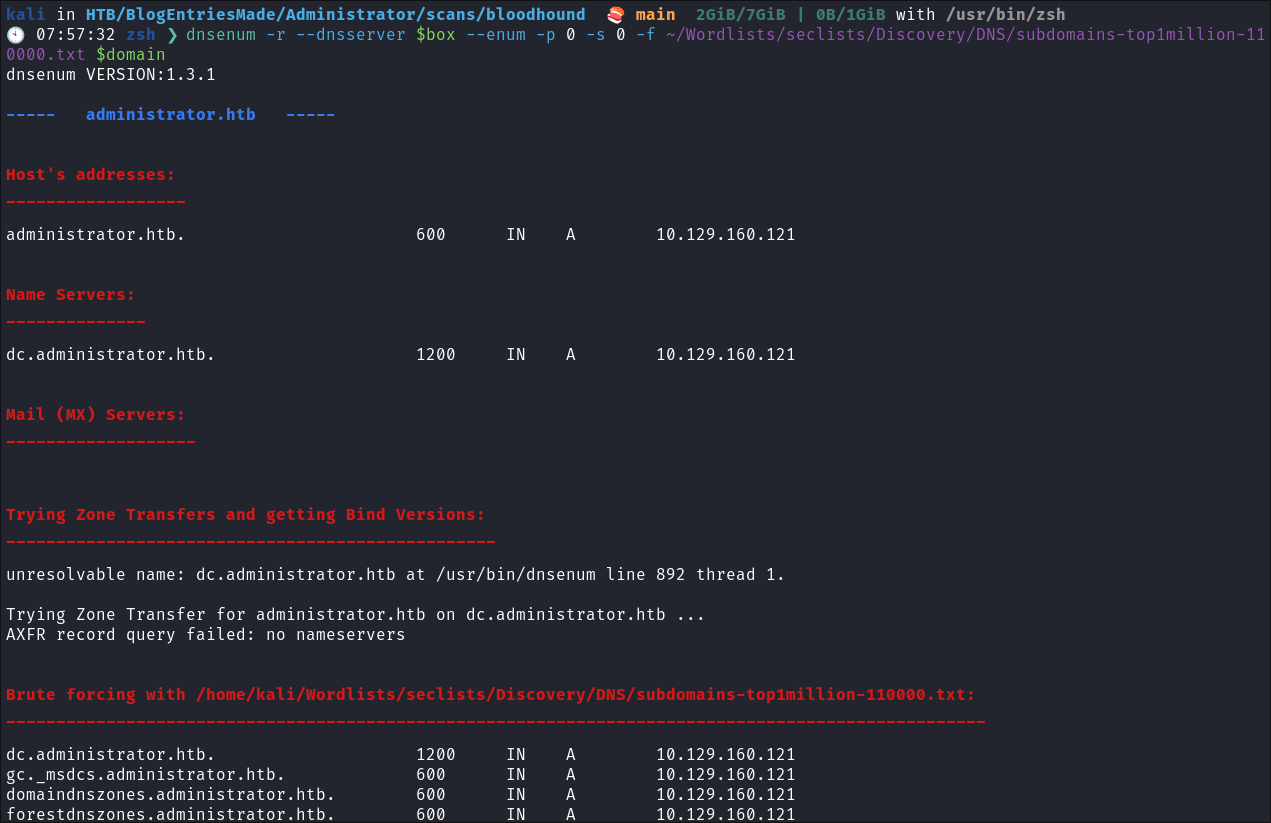 kali in HTB/BlogEntriesMade/Administrator/scans/bloodhound 🍣 main 2GiB/7GiB | 0B/1GiB with /usr/bin/zsh
🕙 07:57:32 zsh ❯ dnsenum -r --dnsserver $box --enum -p 0 -s 0 -f ~/Wordlists/seclists/Discovery/DNS/subdomains-top1million-11
0000.txt $domain
dnsenum VERSION:1.3.1
----- administrator.htb -----
Host's addresses:
__________________
administrator.htb. 600 IN A 10.129.160.121
Name Servers:
______________
dc.administrator.htb. 1200 IN A 10.129.160.121
Mail (MX) Servers:
___________________
Trying Zone Transfers and getting Bind Versions:
_________________________________________________
unresolvable name: dc.administrator.htb at /usr/bin/dnsenum line 892 thread 1.
Trying Zone Transfer for administrator.htb on dc.administrator.htb ...
AXFR record query failed: no nameservers
Brute forcing with /home/kali/Wordlists/seclists/Discovery/DNS/subdomains-top1million-110000.txt:
__________________________________________________________________________________________________
dc.administrator.htb. 1200 IN A 10.129.160.121
gc._msdcs.administrator.htb. 600 IN A 10.129.160.121
domaindnszones.administrator.htb. 600 IN A 10.129.160.121
forestdnszones.administrator.htb. 600 IN A 10.129.160.121